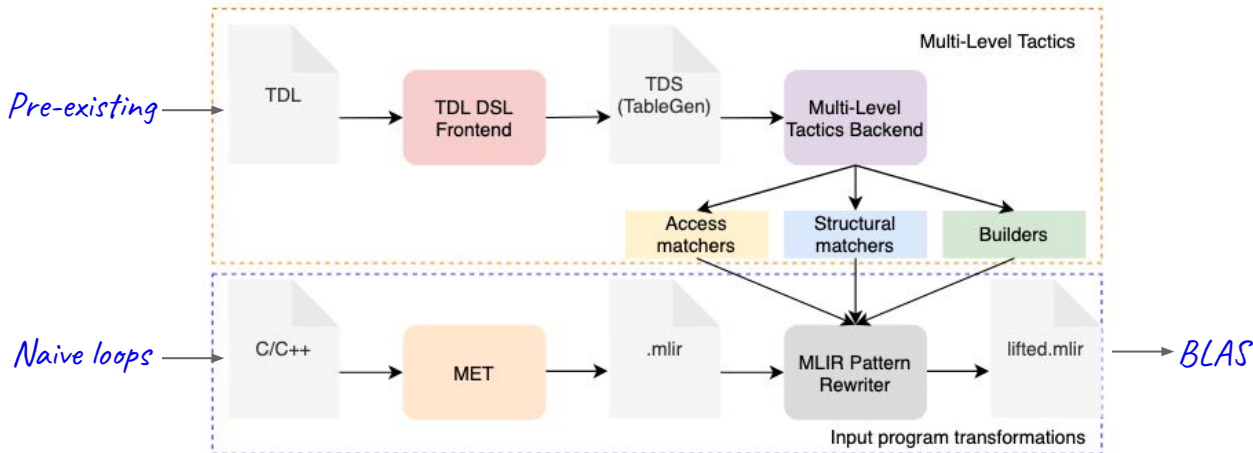 Multi-Level Tactics
Pre-existing
TDL
TDL DSL
Frontend
TDS
(TableGen)
Multi-Level
Tactics Backend
Access
matchers
Structural
matchers
Builders
Naive loops
C/C++
MET
.mlir
MLIR Pattern
Rewriter
lifted.mlir
BLAS
Input program transformations